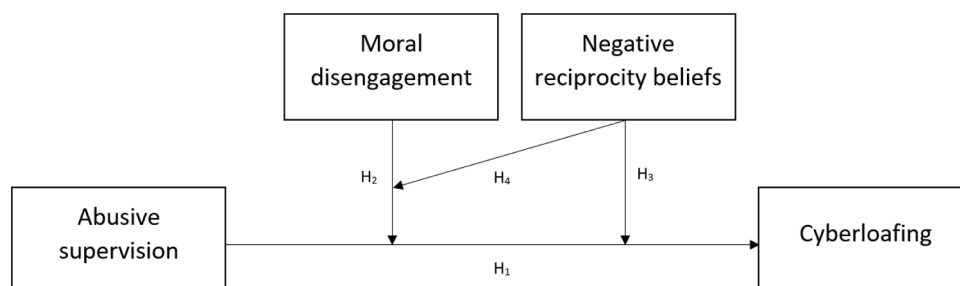 Moral
disengagement
Negative
reciprocity beliefs
H₂
H₄
H₃
Abusive
supervision
Cyberloafing
H₁